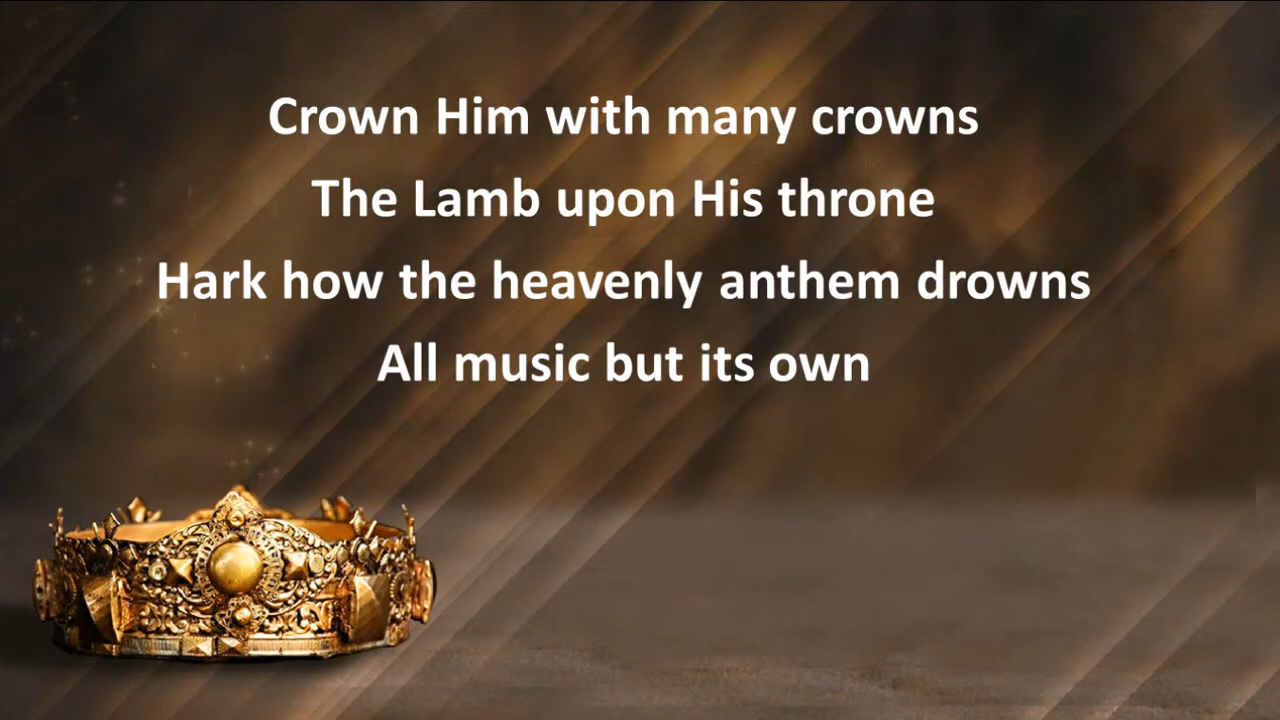 Crown Him with many crowns
The Lamb upon His throne
Hark how the heavenly anthem drowns
All music but its own